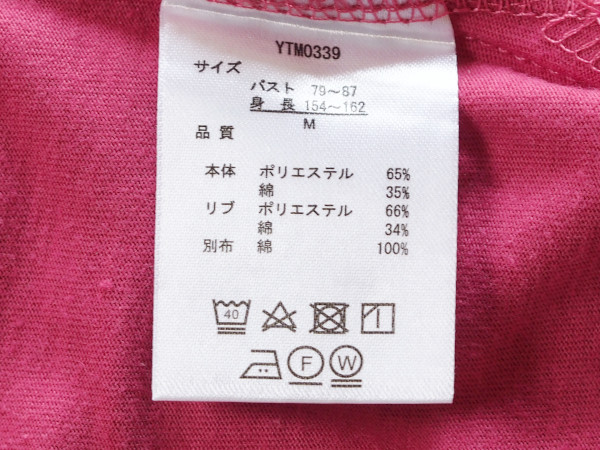 YTM0339
サイズ
バスト 79～87
身 長 154～162
M
品 質
本体 ポリエステル 65%
綿 35%
リブ ポリエステル 66%
綿 34%
別布 綿 100%
40
F W